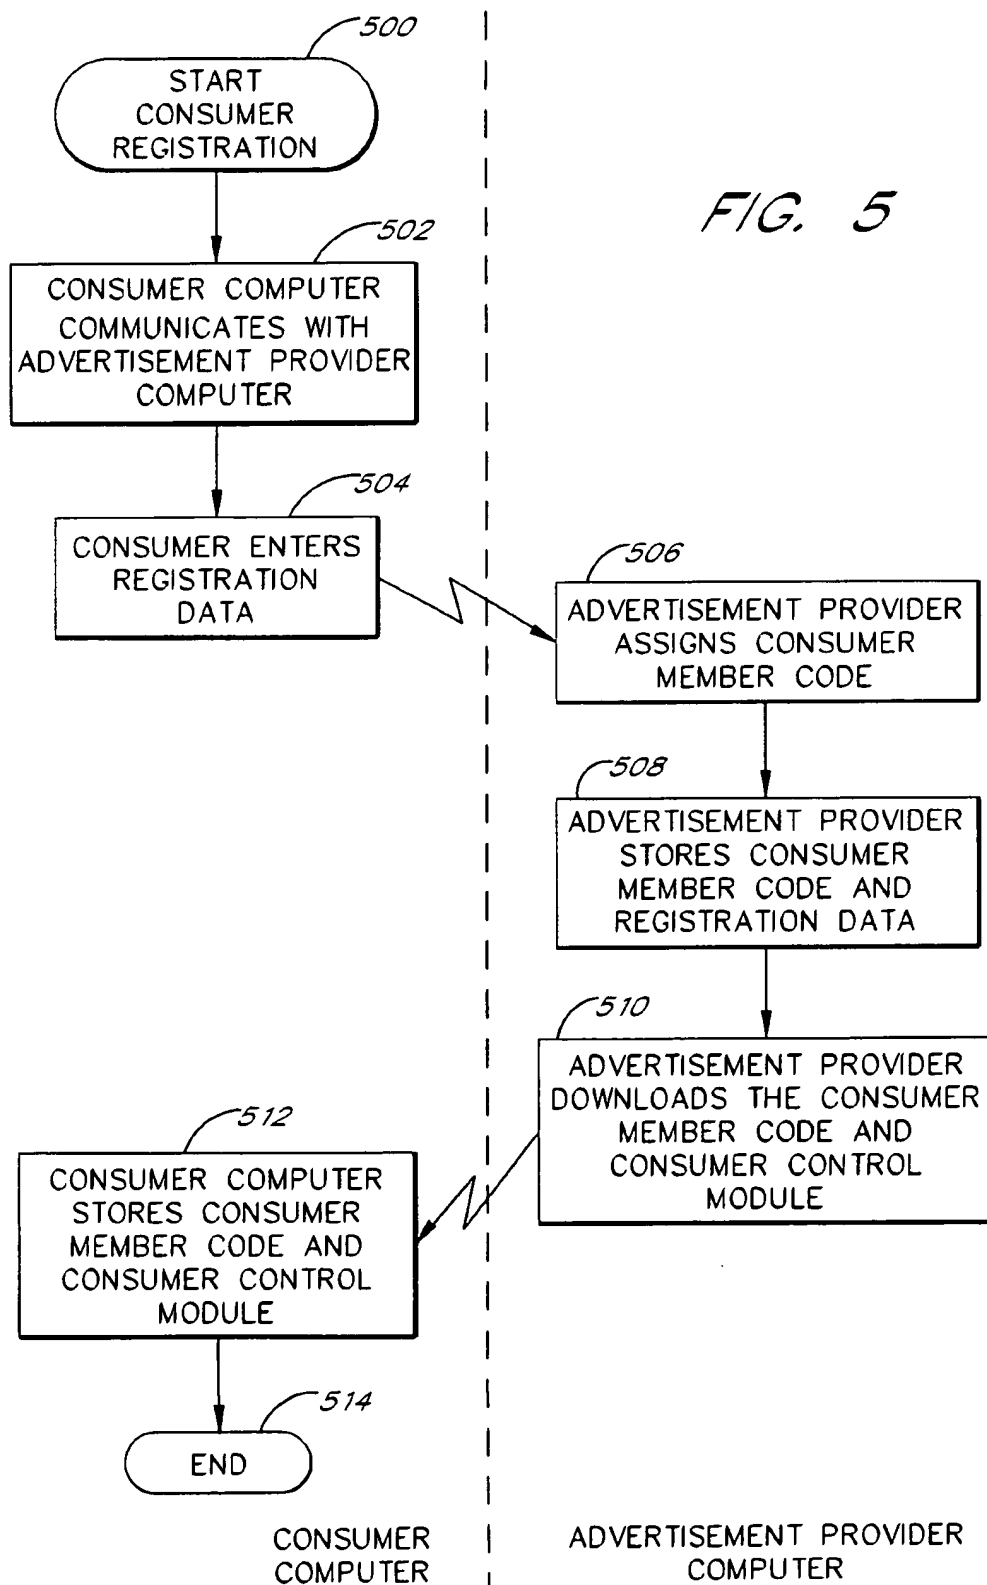 500
START
CONSUMER
REGISTRATION
FIG. 5
502
CONSUMER COMPUTER
COMMUNICATES WITH
ADVERTISEMENT PROVIDER
COMPUTER
504
CONSUMER ENTERS
REGISTRATION
DATA
506
ADVERTISEMENT PROVIDER
ASSIGNS CONSUMER
MEMBER CODE
508
ADVERTISEMENT PROVIDER
STORES CONSUMER
MEMBER CODE AND
REGISTRATION DATA
510
ADVERTISEMENT PROVIDER
DOWNLOADS THE CONSUMER
MEMBER CODE AND
CONSUMER CONTROL
MODULE
512
CONSUMER COMPUTER
STORES CONSUMER
MEMBER CODE AND
CONSUMER CONTROL
MODULE
514
END
CONSUMER
COMPUTER
ADVERTISEMENT PROVIDER
COMPUTER